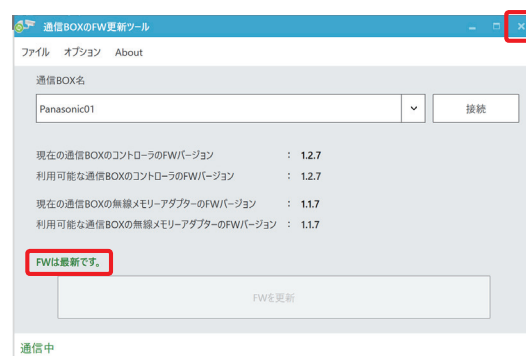 通信BOXのFW更新ツール
ファイル オプション About
通信BOX名
Panasonic01 接続
現在の通信BOXのコントローラのFWバージョン : 1.2.7
利用可能な通信BOXのコントローラのFWバージョン : 1.2.7
現在の通信BOXの無線メモリーアダプターのFWバージョン : 1.1.7
利用可能な通信BOXの無線メモリーアダプターのFWバージョン : 1.1.7
FWは最新です。
FWを更新
通信中